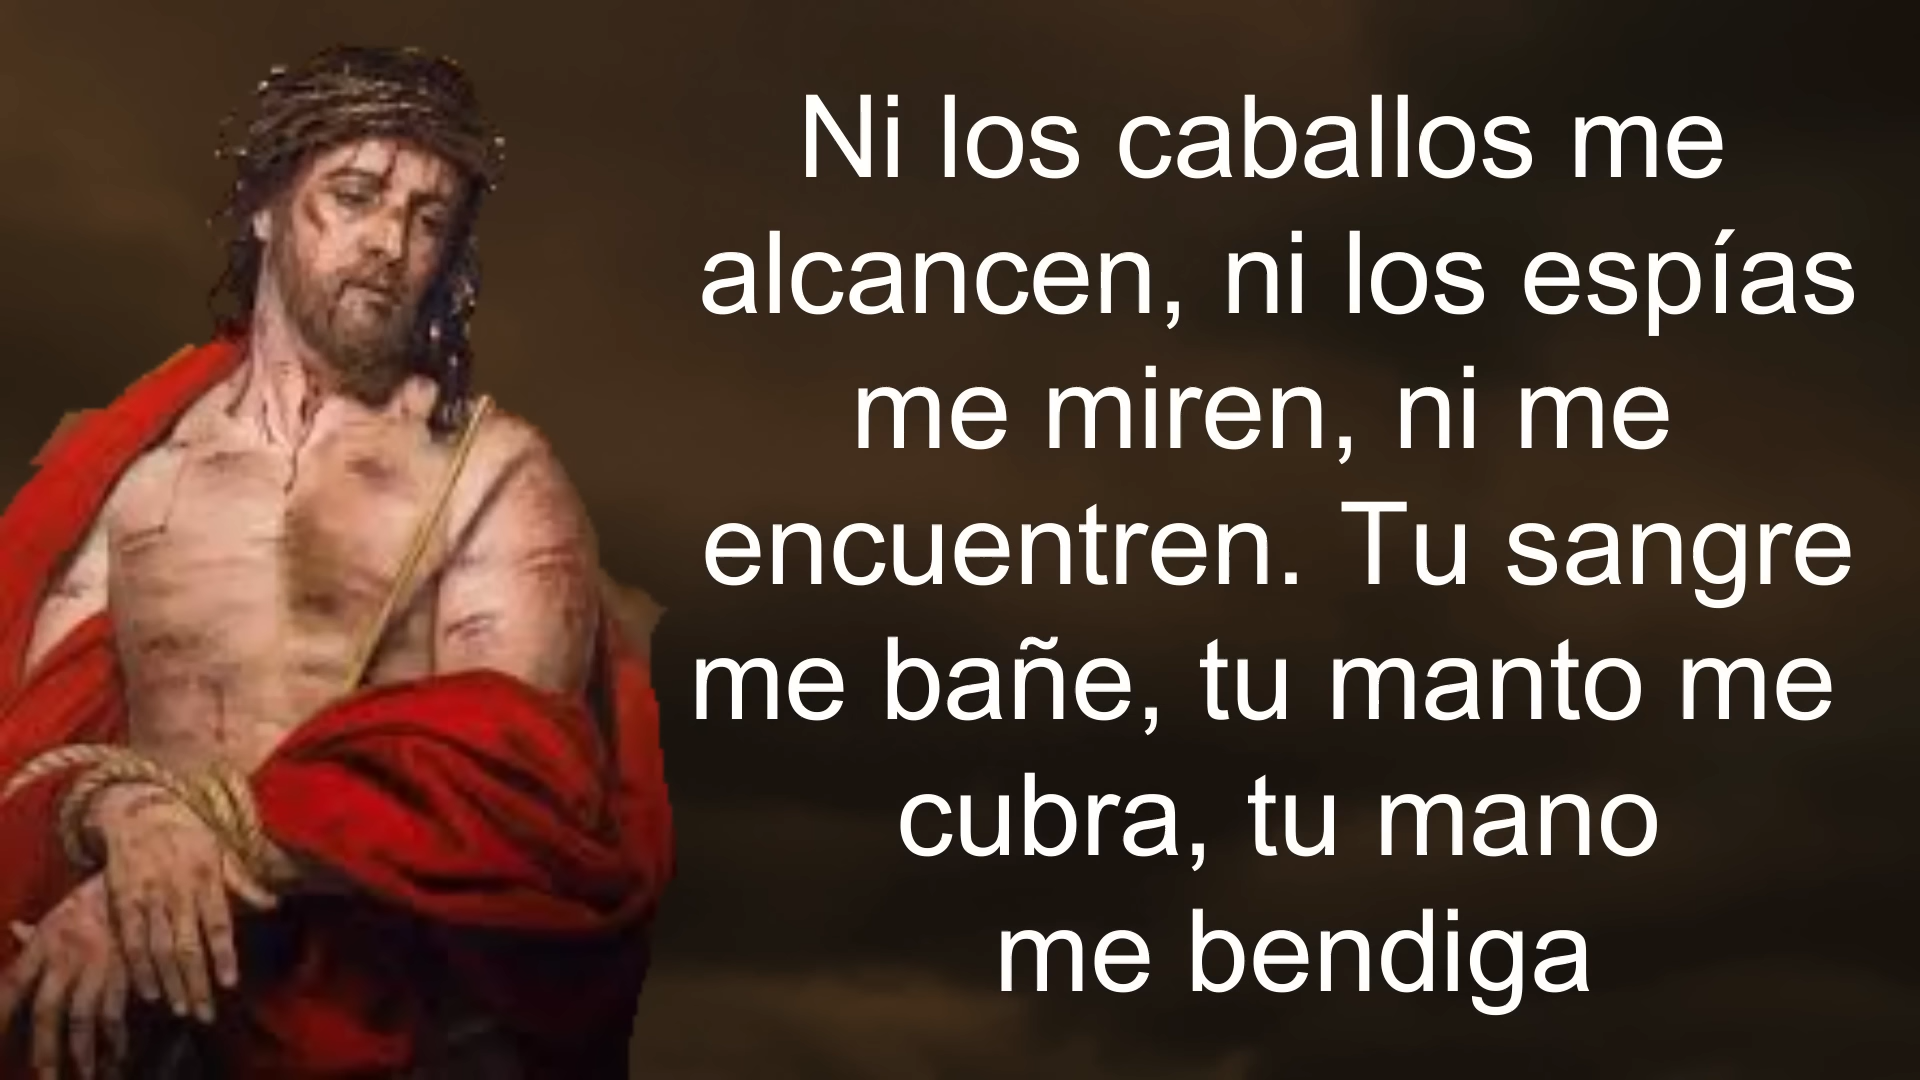 Ni los caballos me
alcancen, ni los espías
me miren, ni me
encuentren. Tu sangre
me bañe, tu manto me
cubra, tu mano
me bendiga